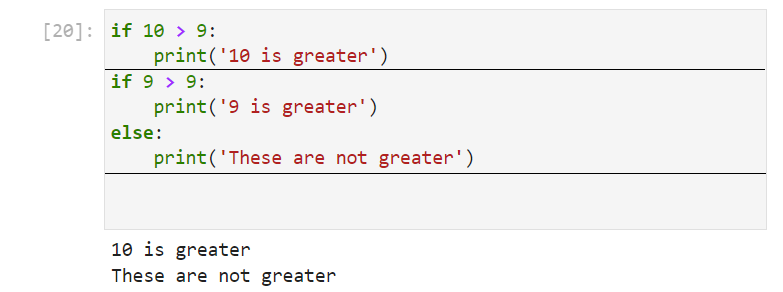 [20]:
if 10 > 9:
    print('10 is greater')
if 9 > 9:
    print('9 is greater')
else:
    print('These are not greater')
10 is greater
These are not greater